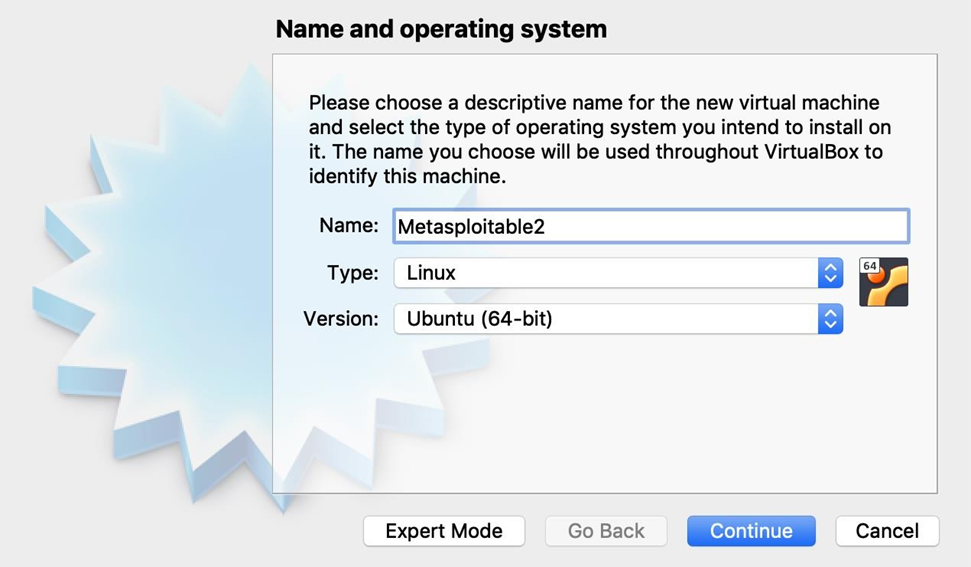 Name and operating system
Please choose a descriptive name for the new virtual machine
and select the type of operating system you intend to install on
it. The name you choose will be used throughout VirtualBox to
identify this machine.
Name: Metasploitable2
Type: Linux
64
Version: Ubuntu (64-bit)
Expert Mode Go Back Continue Cancel